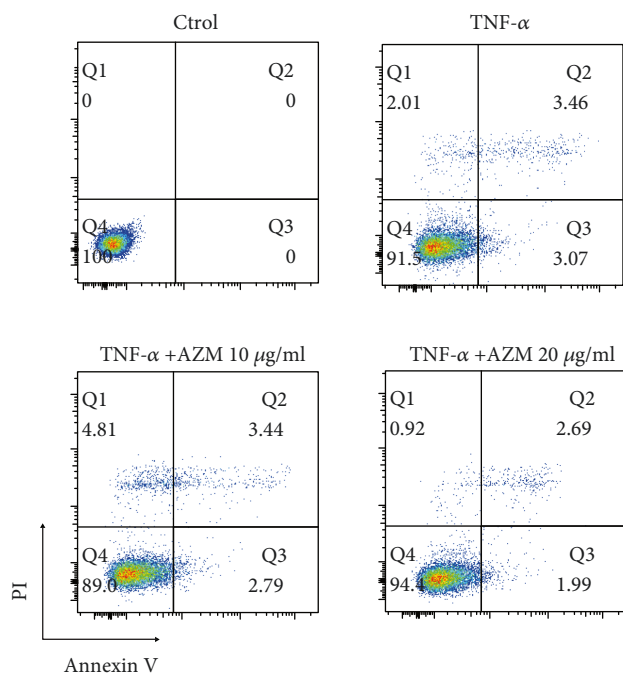 Ctrol
Q1
0
Q2
0
Q4
100
Q3
0
TNF-α
Q1
2.01
Q2
3.46
Q4
91.5
Q3
3.07
TNF-α +AZM 10 μg/ml
Q1
4.81
Q2
3.44
Q4
89.0
Q3
2.79
TNF-α +AZM 20 μg/ml
Q1
0.92
Q2
2.69
Q4
94.4
Q3
1.99
PI
Annexin V